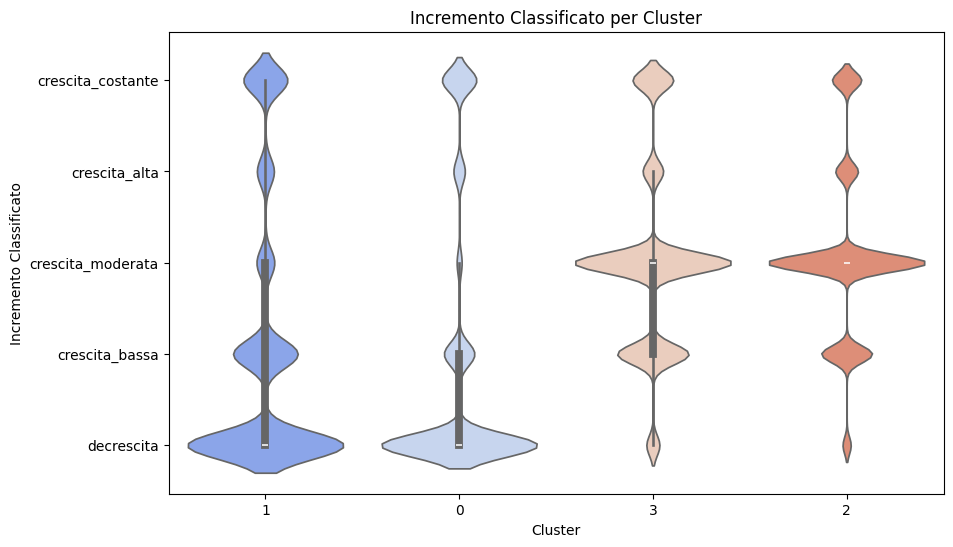 Incremento Classificato per Cluster
Incremento Classificato
crescita_costante
crescita_alta
crescita_moderata
crescita_bassa
decrescita
1 0 3 2
Cluster